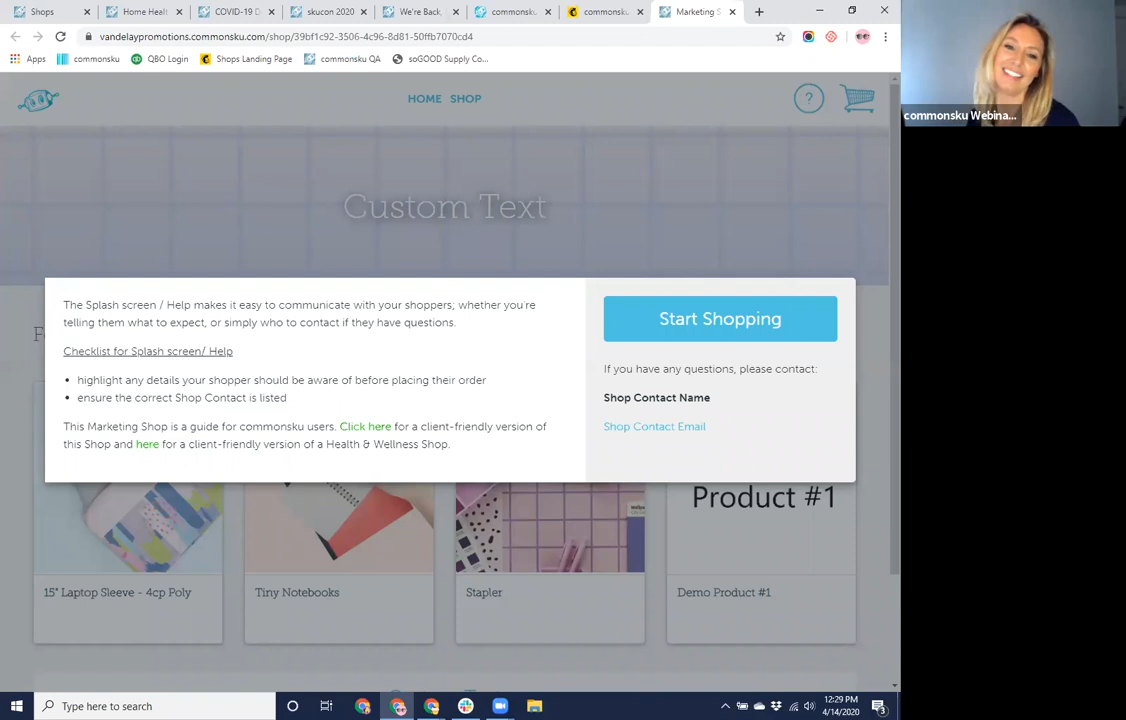 Shops
Home Healt
COVID-19 D
skucon 2020
We're Back,
commonsk
commonsk
Marketing S
vandelaypromotions.commonsku.com/shop/39bf1c92-3506-4c96-8d81-50ffb7070cd4
Apps
commonsku
QBO Login
Shops Landing Page
commonsku QA
soGOOD Supply Co...
commonsku Webina...
HOME SHOP
?
Custom Text
The Splash screen / Help makes it easy to communicate with your shoppers; whether you're
telling them what to expect, or simply who to contact if they have questions.
Checklist for Splash screen/ Help
• highlight any details your shopper should be aware of before placing their order
• ensure the correct Shop Contact is listed
This Marketing Shop is a guide for commonsku users. Click here for a client-friendly version of
this Shop and here for a client-friendly version of a Health & Wellness Shop.
Start Shopping
If you have any questions, please contact:
Shop Contact Name
Shop Contact Email
Product #1
15" Laptop Sleeve - 4cp Poly
Tiny Notebooks
Stapler
Demo Product #1
Type here to search
12:29 PM
4/14/2020
3